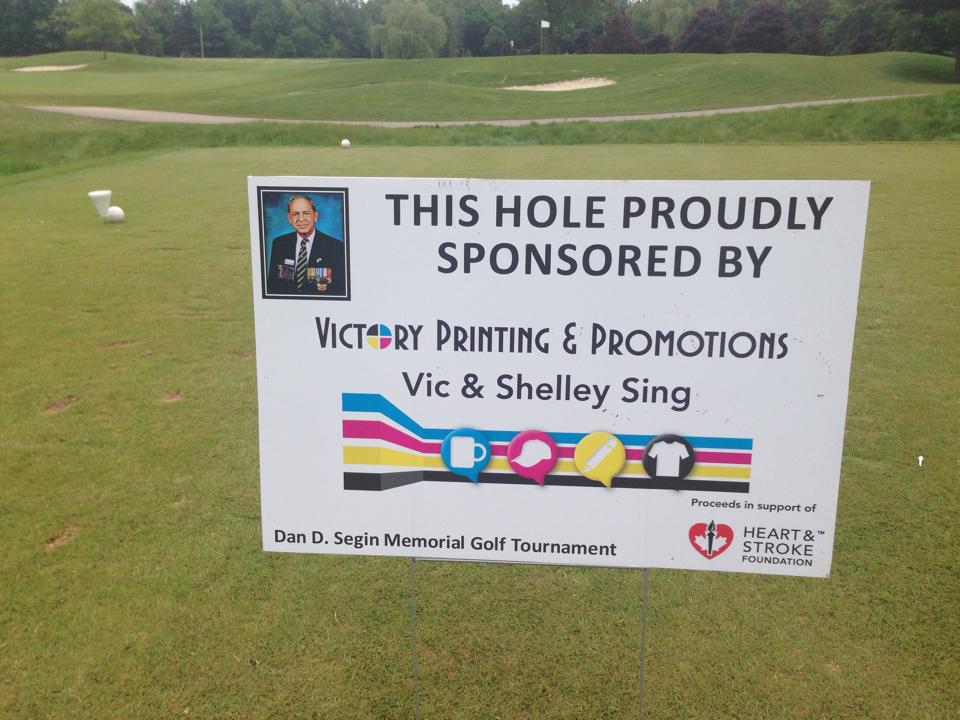 THIS HOLE PROUDLY
SPONSORED BY
VICTORY PRINTING & PROMOTIONS
Vic & Shelley Sing
Proceeds in support of
HEART &™
STROKE
FOUNDATION
Dan D. Segin Memorial Golf Tournament